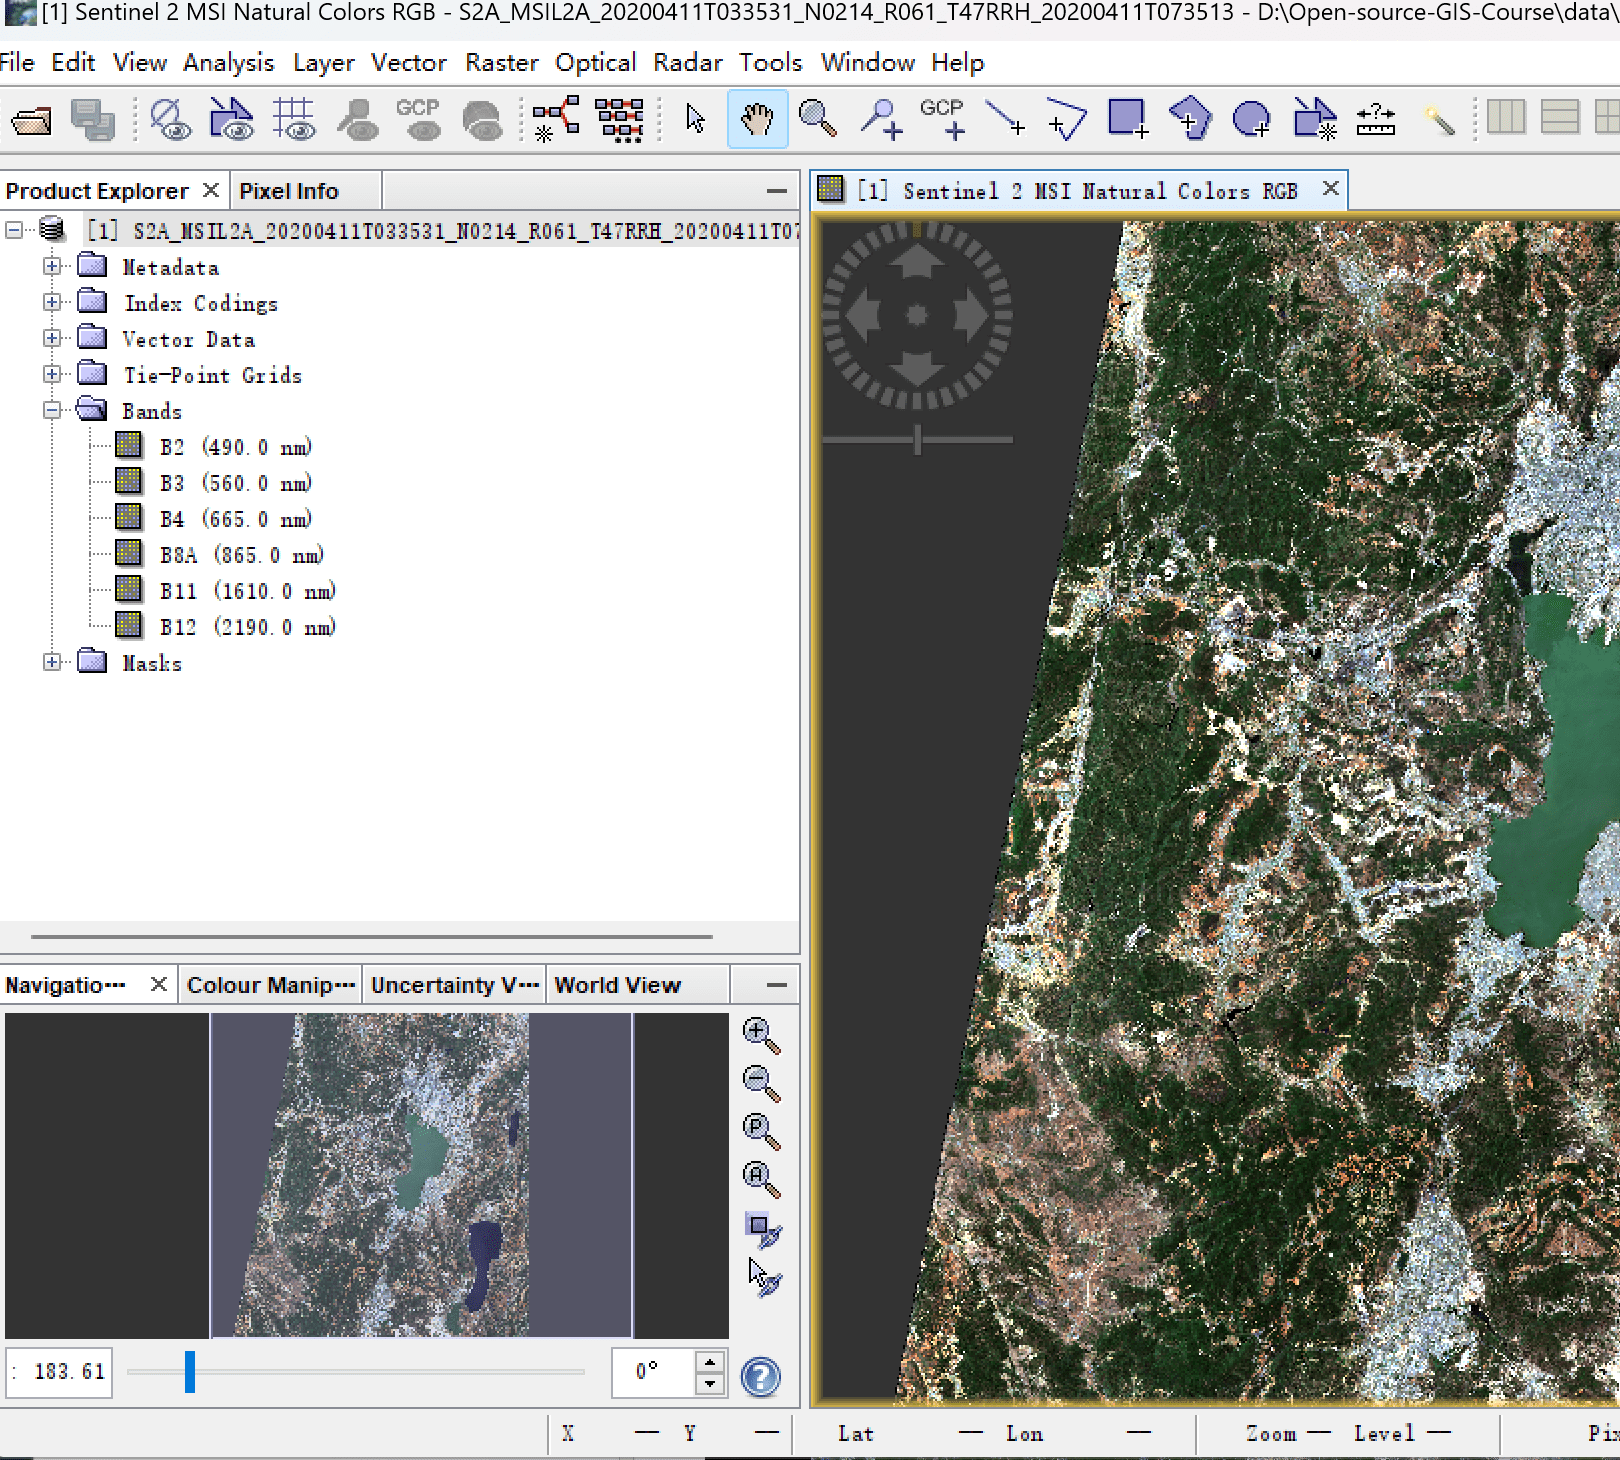 [1] Sentinel 2 MSI Natural Colors RGB - S2A_MSIL2A_20200411T033531_N0214_R061_T47RRH_20200411T073513 - D:\Open-source-GIS-Course\data\
File Edit View Analysis Layer Vector Raster Optical Radar Tools Window Help
GCP GCP
Product Explorer Pixel Info
[1] Sentinel 2 MSI Natural Colors RGB
[1] S2A_MSIL2A_20200411T033531_N0214_R061_T47RRH_20200411T07
Metadata
Index Codings
Vector Data
Tie-Point Grids
Bands
B2 (490.0 nm)
B3 (560.0 nm)
B4 (665.0 nm)
B8A (865.0 nm)
B11 (1610.0 nm)
B12 (2190.0 nm)
Masks
Navigatio··· Colour Manip··· Uncertainty V··· World View
P
A
: 183.61 0° ?
X — Y — Lat — Lon — Zoom — Level — Pix